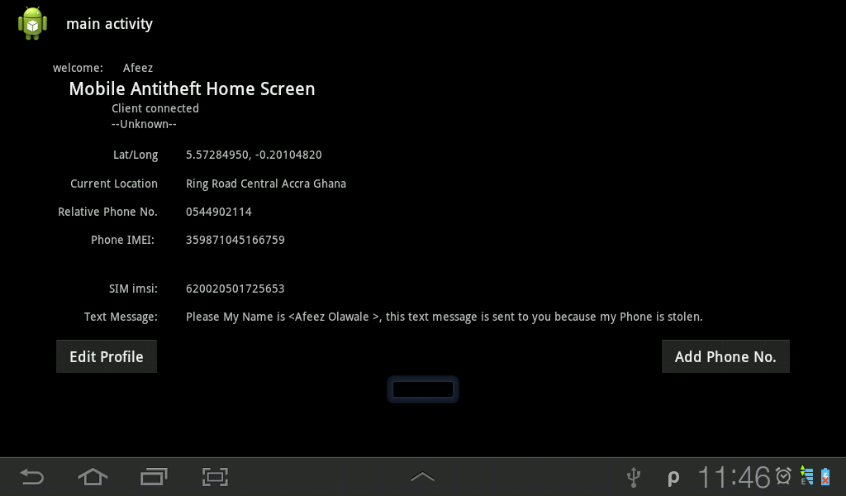 main activity
welcome: Afeez
Mobile Antitheft Home Screen
Client connected
--Unknown--
Lat/Long 5.57284950, -0.20104820
Current Location Ring Road Central Accra Ghana
Relative Phone No. 0544902114
Phone IMEI: 359871045166759
SIM imsi: 620020501725653
Text Message: Please My Name is <Afeez Olawale >, this text message is sent to you because my Phone is stolen.
Edit Profile Add Phone No.
11:46 E